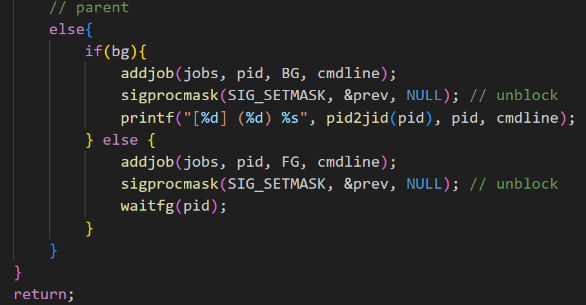 // parent
else{
if(bg){
addjob(jobs, pid, BG, cmdline);
sigprocmask(SIG_SETMASK, &prev, NULL); // unblock
printf("[%d] (%d) %s", pid2jid(pid), pid, cmdline);
} else {
addjob(jobs, pid, FG, cmdline);
sigprocmask(SIG_SETMASK, &prev, NULL); // unblock
waitfg(pid);
}
}
}
return;